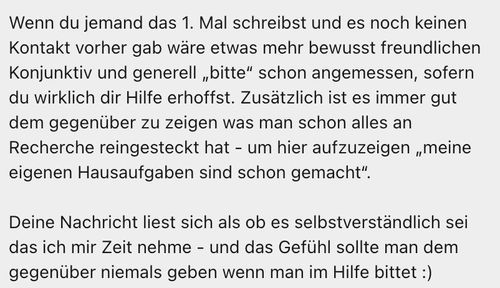 Wenn du jemand das 1. Mal schreibst und es noch keinen
Kontakt vorher gab wäre etwas mehr bewusst freundlichen
Konjunktiv und generell „bitte“ schon angemessen, sofern
du wirklich dir Hilfe erhoffst. Zusätzlich ist es immer gut
dem gegenüber zu zeigen was man schon alles an
Recherche reingesteckt hat - um hier aufzuzeigen „meine
eigenen Hausaufgaben sind schon gemacht“.

Deine Nachricht liest sich als ob es selbstverständlich sei
das ich mir Zeit nehme - und das Gefühl sollte man dem
gegenüber niemals geben wenn man im Hilfe bittet :)